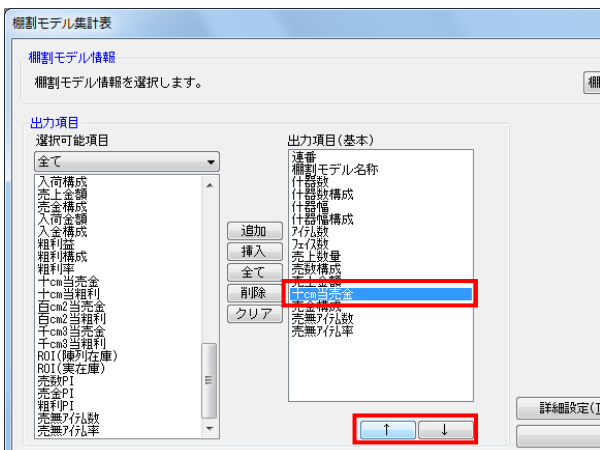 棚割モデル集計表
棚割モデル情報
棚割モデル情報を選択します。
棚
出力項目
選択可能項目
全て
入荷構成
売上金額
売金構成
入荷金額
入金構成
粗利益
粗利構成
粗利率
十cm当売金
十cm当粗利
百cm2当売金
百cm2当粗利
千cm3当売金
千cm3当粗利
ROI(陳列在庫)
ROI(実在庫)
売数PI
売金PI
粗利PI
売無ｱｲﾃﾑ数
売無ｱｲﾃﾑ率
追加
挿入
全て
削除
クリア
出力項目(基本)
連番
棚割モデル名称
什器数
什器数構成
什器幅
什器幅構成
ｱｲﾃﾑ数
ﾌｪｲｽ数
売上数量
売数構成
売上金額
十cm当売金
売金構成
売無ｱｲﾃﾑ数
売無ｱｲﾃﾑ率
↑
↓
詳細設定(T